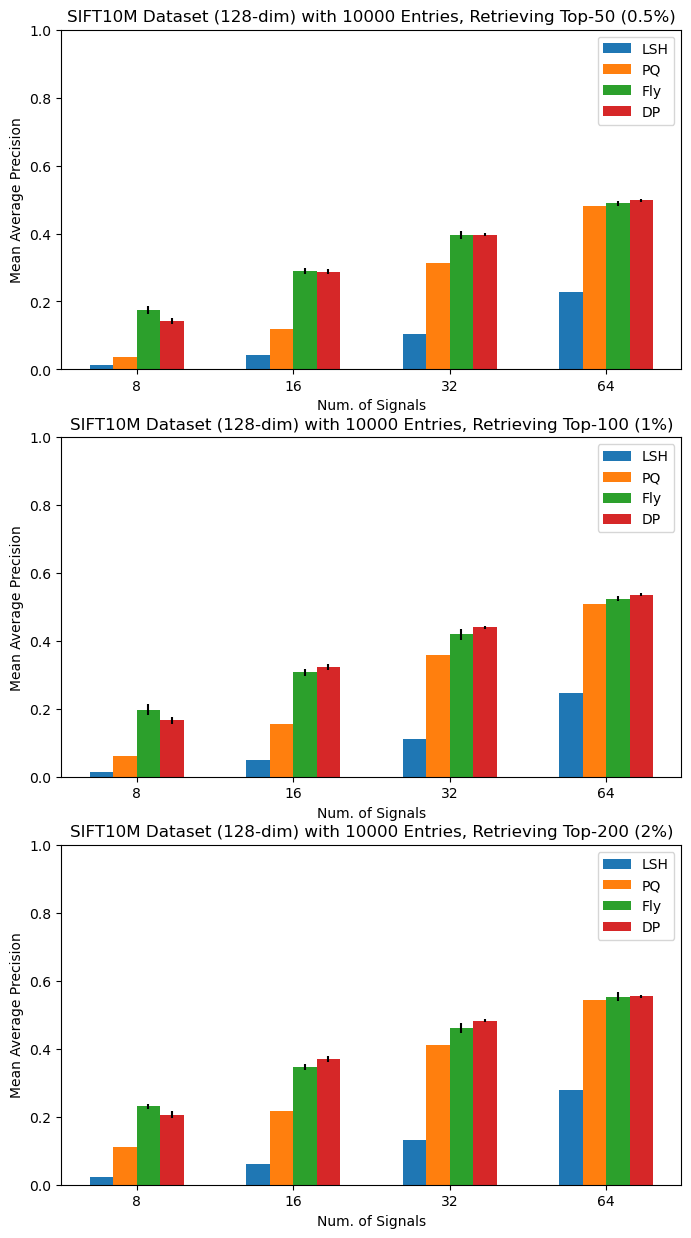 SIFT10M Dataset (128-dim) with 10000 Entries, Retrieving Top-50 (0.5%)
1.0
0.8
0.6
0.4
0.2
0.0
Mean Average Precision
LSH
PQ
Fly
DP
8 16 32 64
Num. of Signals
SIFT10M Dataset (128-dim) with 10000 Entries, Retrieving Top-100 (1%)
1.0
0.8
0.6
0.4
0.2
0.0
Mean Average Precision
LSH
PQ
Fly
DP
8 16 32 64
Num. of Signals
SIFT10M Dataset (128-dim) with 10000 Entries, Retrieving Top-200 (2%)
1.0
0.8
0.6
0.4
0.2
0.0
Mean Average Precision
LSH
PQ
Fly
DP
8 16 32 64
Num. of Signals